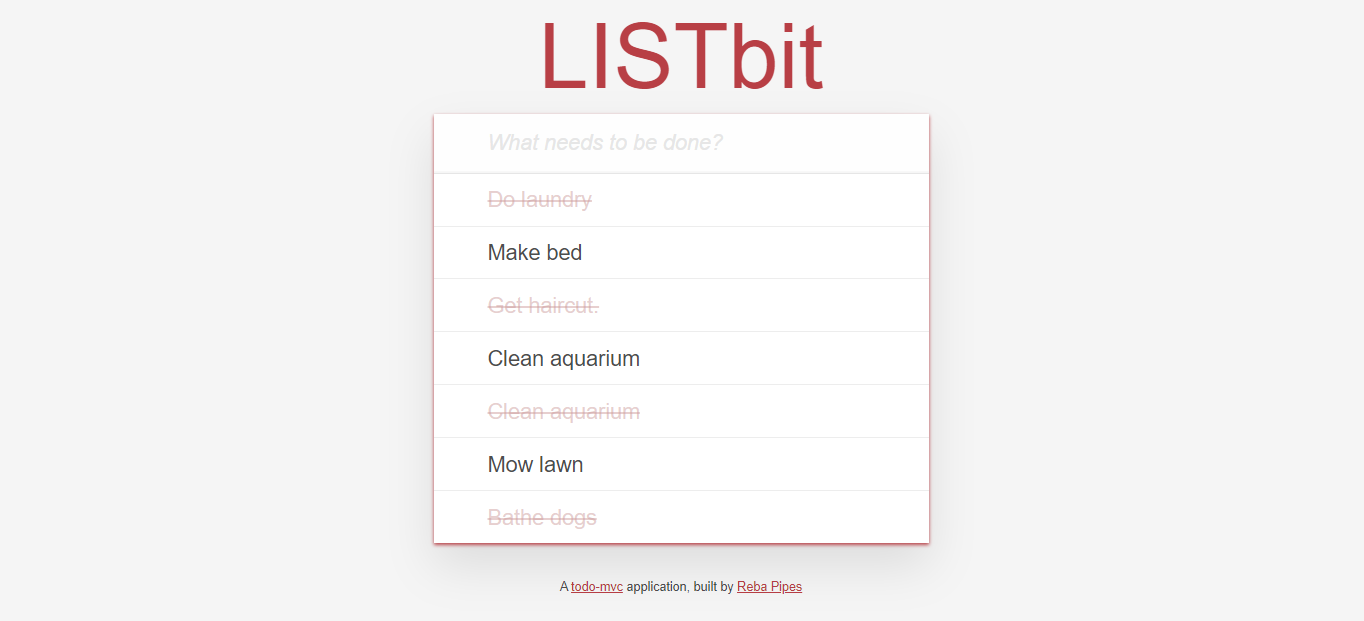 LISTbit
What needs to be done?
Do laundry
Make bed
Get haircut.
Clean aquarium
Clean aquarium
Mow lawn
Bathe dogs
A todo-mvc application, built by Reba Pipes